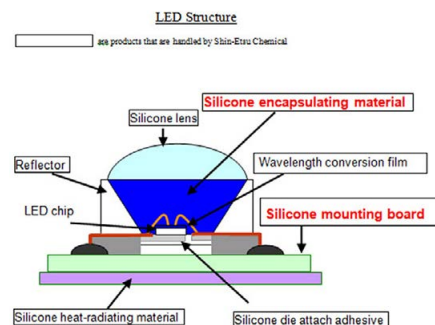 LED Structure
are products that are handled by Shin-Etsu Chemical
Silicone encapsulating material
Silicone lens
Reflector
Wavelength conversion film
LED chip
Silicone mounting board
Silicone heat-radiating material
Silicone die attach adhesive